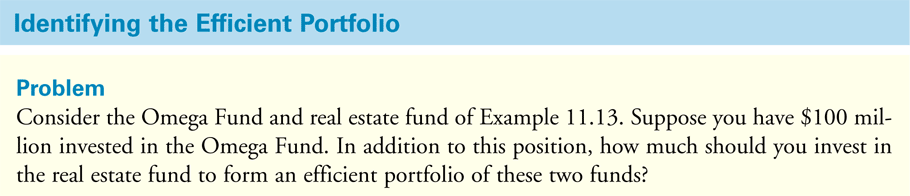 Identifying the Efficient Portfolio
Problem
Consider the Omega Fund and real estate fund of Example 11.13. Suppose you have $100 mil-
lion invested in the Omega Fund. In addition to this position, how much should you invest in
the real estate fund to form an efficient portfolio of these two funds?